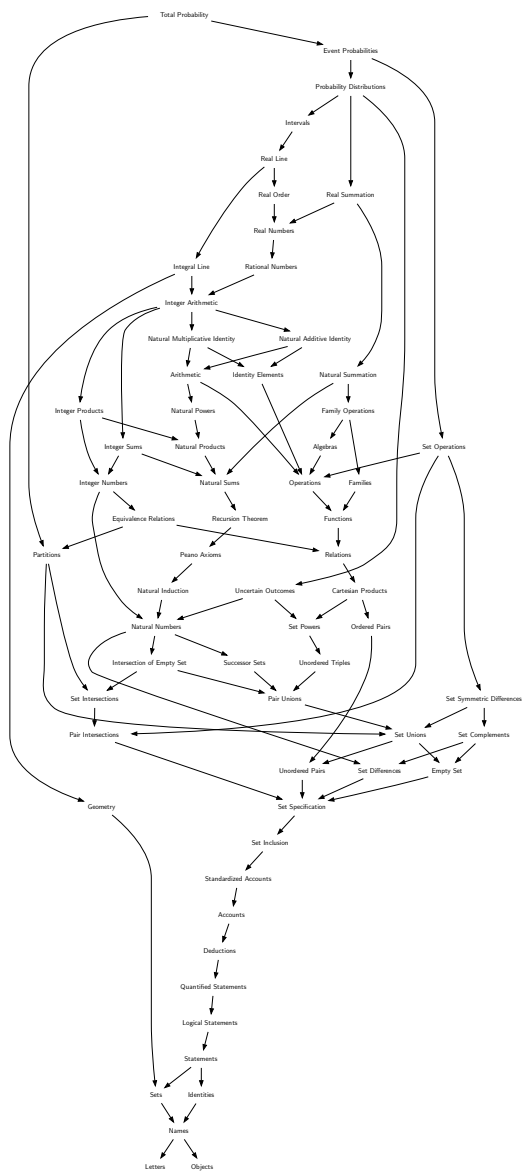 Total Probability
Event Probabilities
Probability Distributions
Intervals
Real Line
Real Order
Real Summation
Real Numbers
Integral Line
Rational Numbers
Integer Arithmetic
Natural Multiplicative Identity
Natural Additive Identity
Arithmetic
Identity Elements
Natural Summation
Integer Products
Natural Powers
Family Operations
Integer Sums
Natural Products
Algebras
Set Operations
Integer Numbers
Natural Sums
Operations
Families
Equivalence Relations
Recursion Theorem
Functions
Partitions
Peano Axioms
Relations
Natural Induction
Uncertain Outcomes
Cartesian Products
Natural Numbers
Set Powers
Ordered Pairs
Intersection of Empty Set
Successor Sets
Unordered Triples
Set Intersections
Pair Unions
Set Symmetric Differences
Pair Intersections
Set Unions
Set Complements
Unordered Pairs
Set Differences
Empty Set
Geometry
Set Specification
Set Inclusion
Standardized Accounts
Accounts
Deductions
Quantified Statements
Logical Statements
Statements
Sets
Identities
Names
Letters
Objects